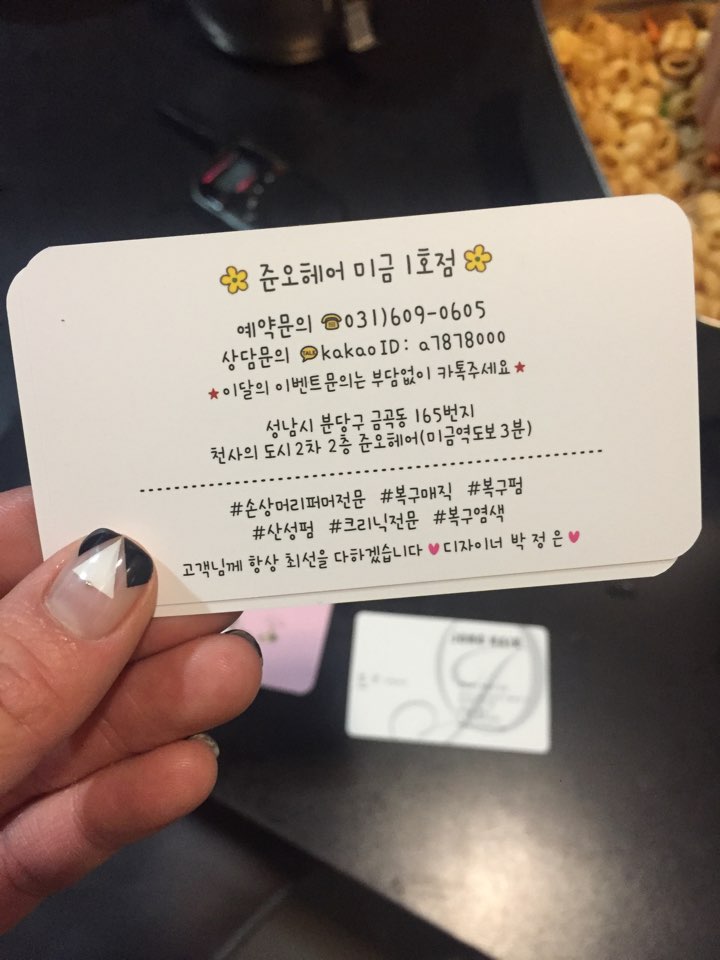 준오헤어 미금 1호점
예약문의 031)609-0605
상담문의 TALK kakao ID: a7878000
이달의 이벤트문의는 부담없이 카톡주세요
성남시 분당구 금곡동 165번지
천사의 도시2차 2층 준오헤어(미금역도보 3분)
#손상머리펌전문 #복구매직 #복구펌
#산성펌 #크리닉전문 #복구염색
고객님께 항상 최선을 다하겠습니다 디자이너 박 정 은
JUNO HAIR